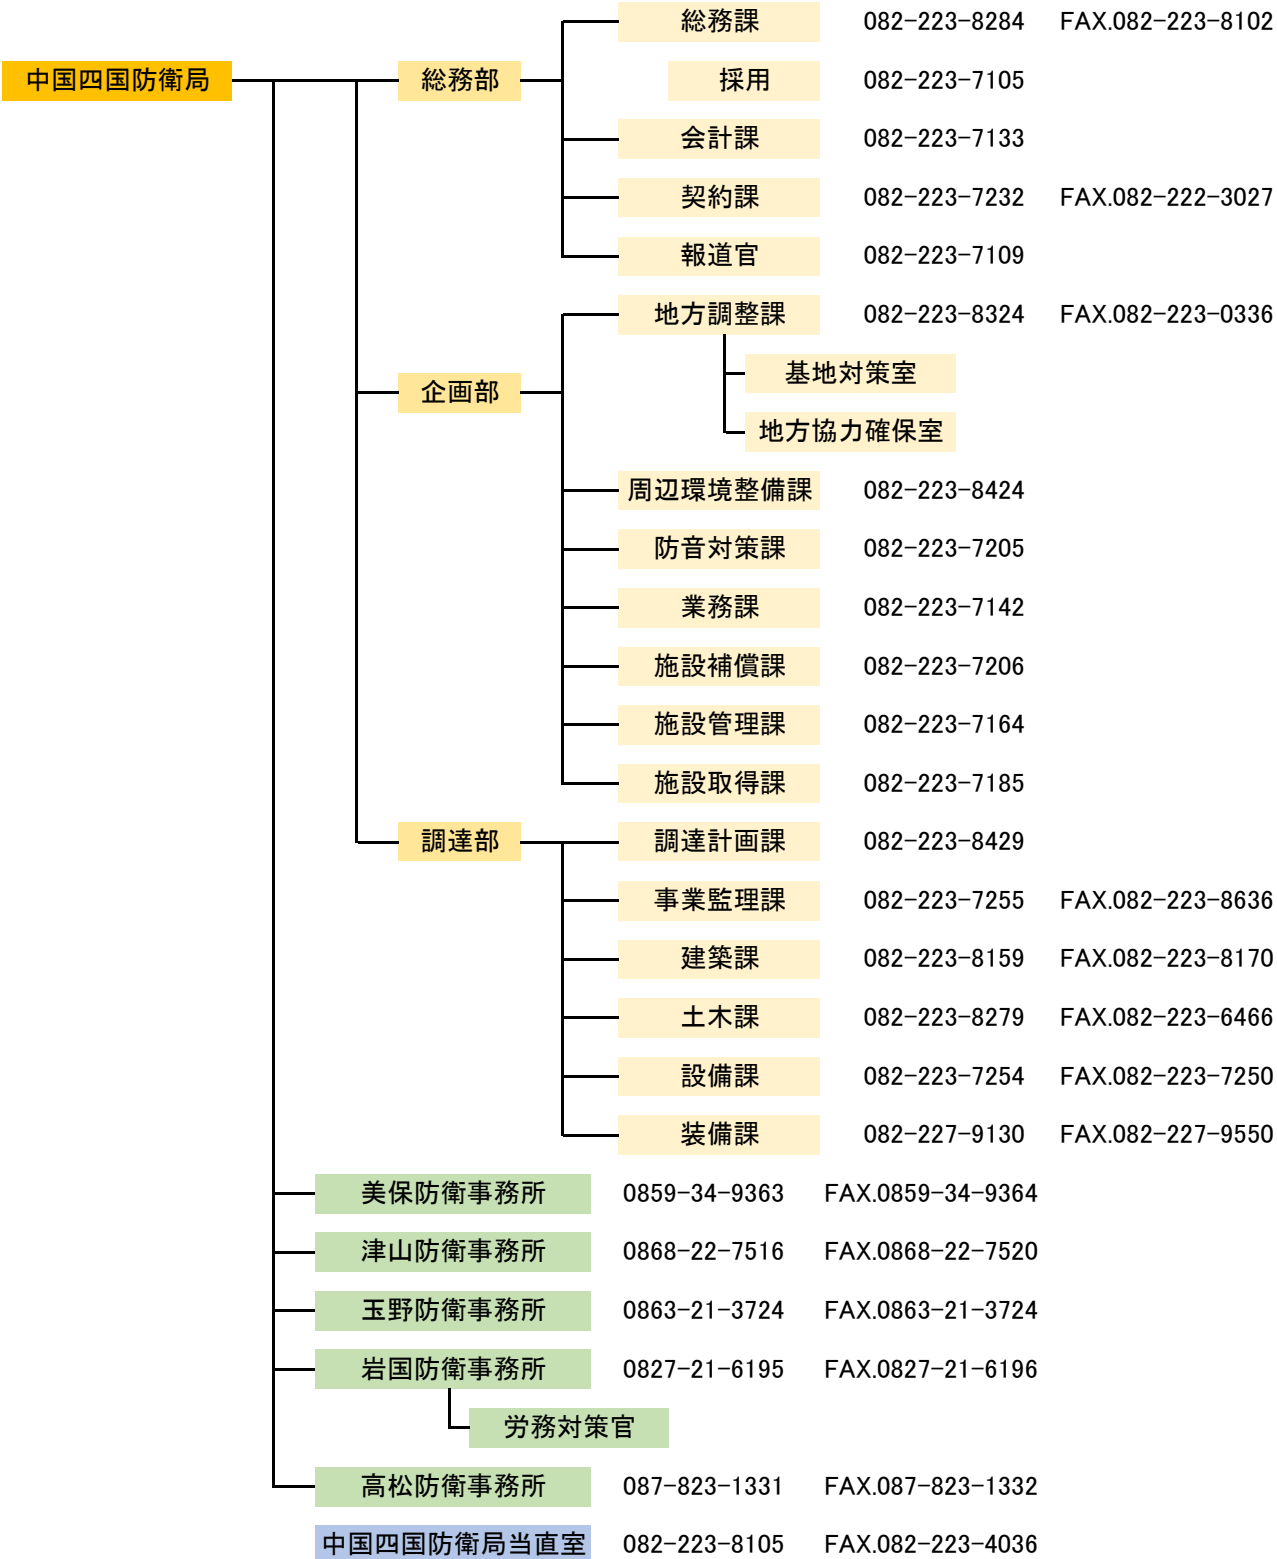 総務課 082-223-8284 FAX.082-223-8102
中国四国防衛局 総務部 採用 082-223-7105
会計課 082-223-7133
契約課 082-223-7232 FAX.082-222-3027
報道官 082-223-7109
地方調整課 082-223-8324 FAX.082-223-0336
基地対策室
企画部
地方協力確保室
周辺環境整備課 082-223-8424
防音対策課 082-223-7205
業務課 082-223-7142
施設補償課 082-223-7206
施設管理課 082-223-7164
施設取得課 082-223-7185
調達部 調達計画課 082-223-8429
事業監理課 082-223-7255 FAX.082-223-8636
建築課 082-223-8159 FAX.082-223-8170
土木課 082-223-8279 FAX.082-223-6466
設備課 082-223-7254 FAX.082-223-7250
装備課 082-227-9130 FAX.082-227-9550
美保防衛事務所 0859-34-9363 FAX.0859-34-9364
津山防衛事務所 0868-22-7516 FAX.0868-22-7520
玉野防衛事務所 0863-21-3724 FAX.0863-21-3724
岩国防衛事務所 0827-21-6195 FAX.0827-21-6196
労務対策官
高松防衛事務所 087-823-1331 FAX.087-823-1332
中国四国防衛局当直室 082-223-8105 FAX.082-223-4036